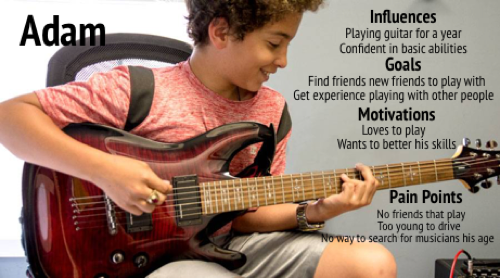 Adam
Influences
Playing guitar for a year
Confident in basic abilities
Goals
Find friends new friends to play with
Get experience playing with other people
Motivations
Loves to play
Wants to better his skills
Pain Points
No friends that play
Too young to drive
No way to search for musicians his age